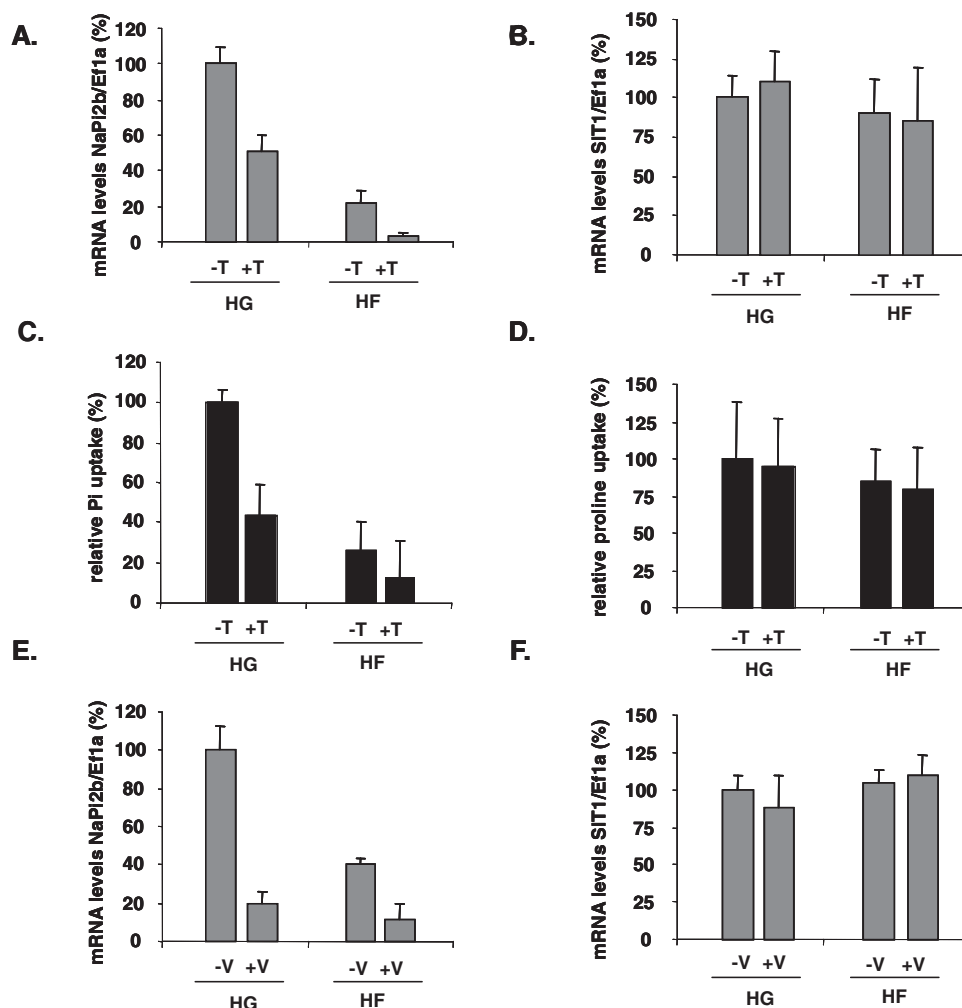 A.
mRNA levels NaPi2b/Ef1a (%)
120
100
80
60
40
20
0
-T +T
-T +T
HG
HF
B.
mRNA levels SIT1/Ef1a (%)
150
125
100
75
50
25
0
-T +T
-T +T
HG
HF
C.
relative Pi uptake (%)
120
100
80
60
40
20
0
-T +T
-T +T
HG
HF
D.
relative proline uptake (%)
150
125
100
75
50
25
0
-T +T
-T +T
HG
HF
E.
mRNA levels NaPi2b/Ef1a (%)
120
100
80
60
40
20
0
-V +V
-V +V
HG
HF
F.
mRNA levels SIT1/Ef1a (%)
150
125
100
75
50
25
0
-V +V
-V +V
HG
HF